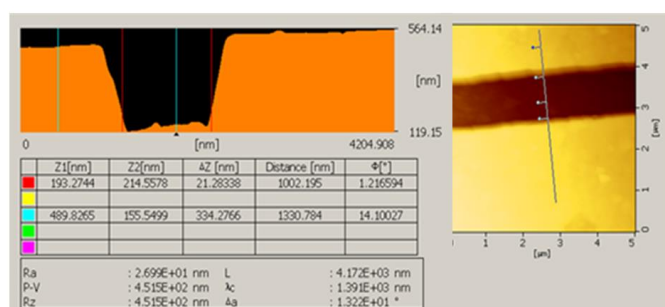 564.14
[nm]
119.15
0 [nm] 4204.908
Z1[nm] Z2[nm] ΔZ [nm] Distance [nm] Φ[°]
193.2744 214.5578 21.28338 1002.195 1.216594
489.8265 155.5499 334.2766 1330.784 14.10027
Ra : 2.699E+01 nm L : 4.172E+03 nm
P-V : 4.515E+02 nm λc : 1.391E+03 nm
Rz : 4.515E+02 nm Δa : 1.322E+01 °
5
4
3
2
1
0
[µm]
1 2 3 4 5
[µm]